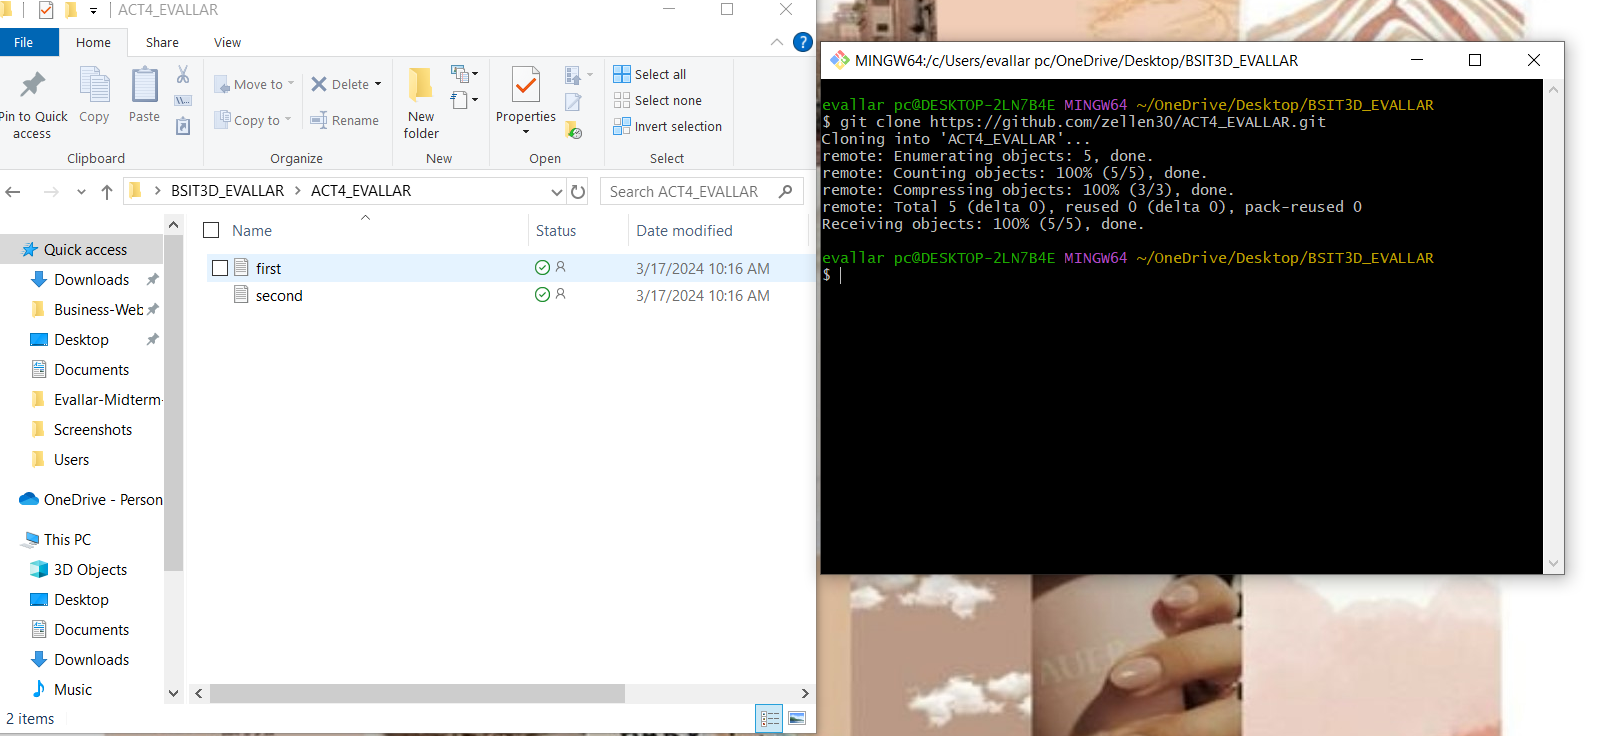 ACT4_EVALLAR
File
Home
Share
View
Pin to Quick
access
Copy
Paste
Move to
Copy to
Delete
Rename
New
folder
Properties
Select all
Select none
Invert selection
Clipboard
Organize
New
Open
Select
BSIT3D_EVALLAR > ACT4_EVALLAR
Search ACT4_EVALLAR
Name
Status
Date modified
first
3/17/2024 10:16 AM
second
3/17/2024 10:16 AM
Quick access
Downloads
Business-Web
Desktop
Documents
Evallar-Midterm-
Screenshots
Users
OneDrive - Person
This PC
3D Objects
Desktop
Documents
Downloads
Music
2 items
MINGW64:/c/Users/evallar pc/OneDrive/Desktop/BSIT3D_EVALLAR
evallar pc@DESKTOP-2LN7B4E MINGW64 ~/OneDrive/Desktop/BSIT3D_EVALLAR
$ git clone https://github.com/zellen30/ACT4_EVALLAR.git
Cloning into 'ACT4_EVALLAR'...
remote: Enumerating objects: 5, done.
remote: Counting objects: 100% (5/5), done.
remote: Compressing objects: 100% (3/3), done.
remote: Total 5 (delta 0), reused 0 (delta 0), pack-reused 0
Receiving objects: 100% (5/5), done.
evallar pc@DESKTOP-2LN7B4E MINGW64 ~/OneDrive/Desktop/BSIT3D_EVALLAR
$